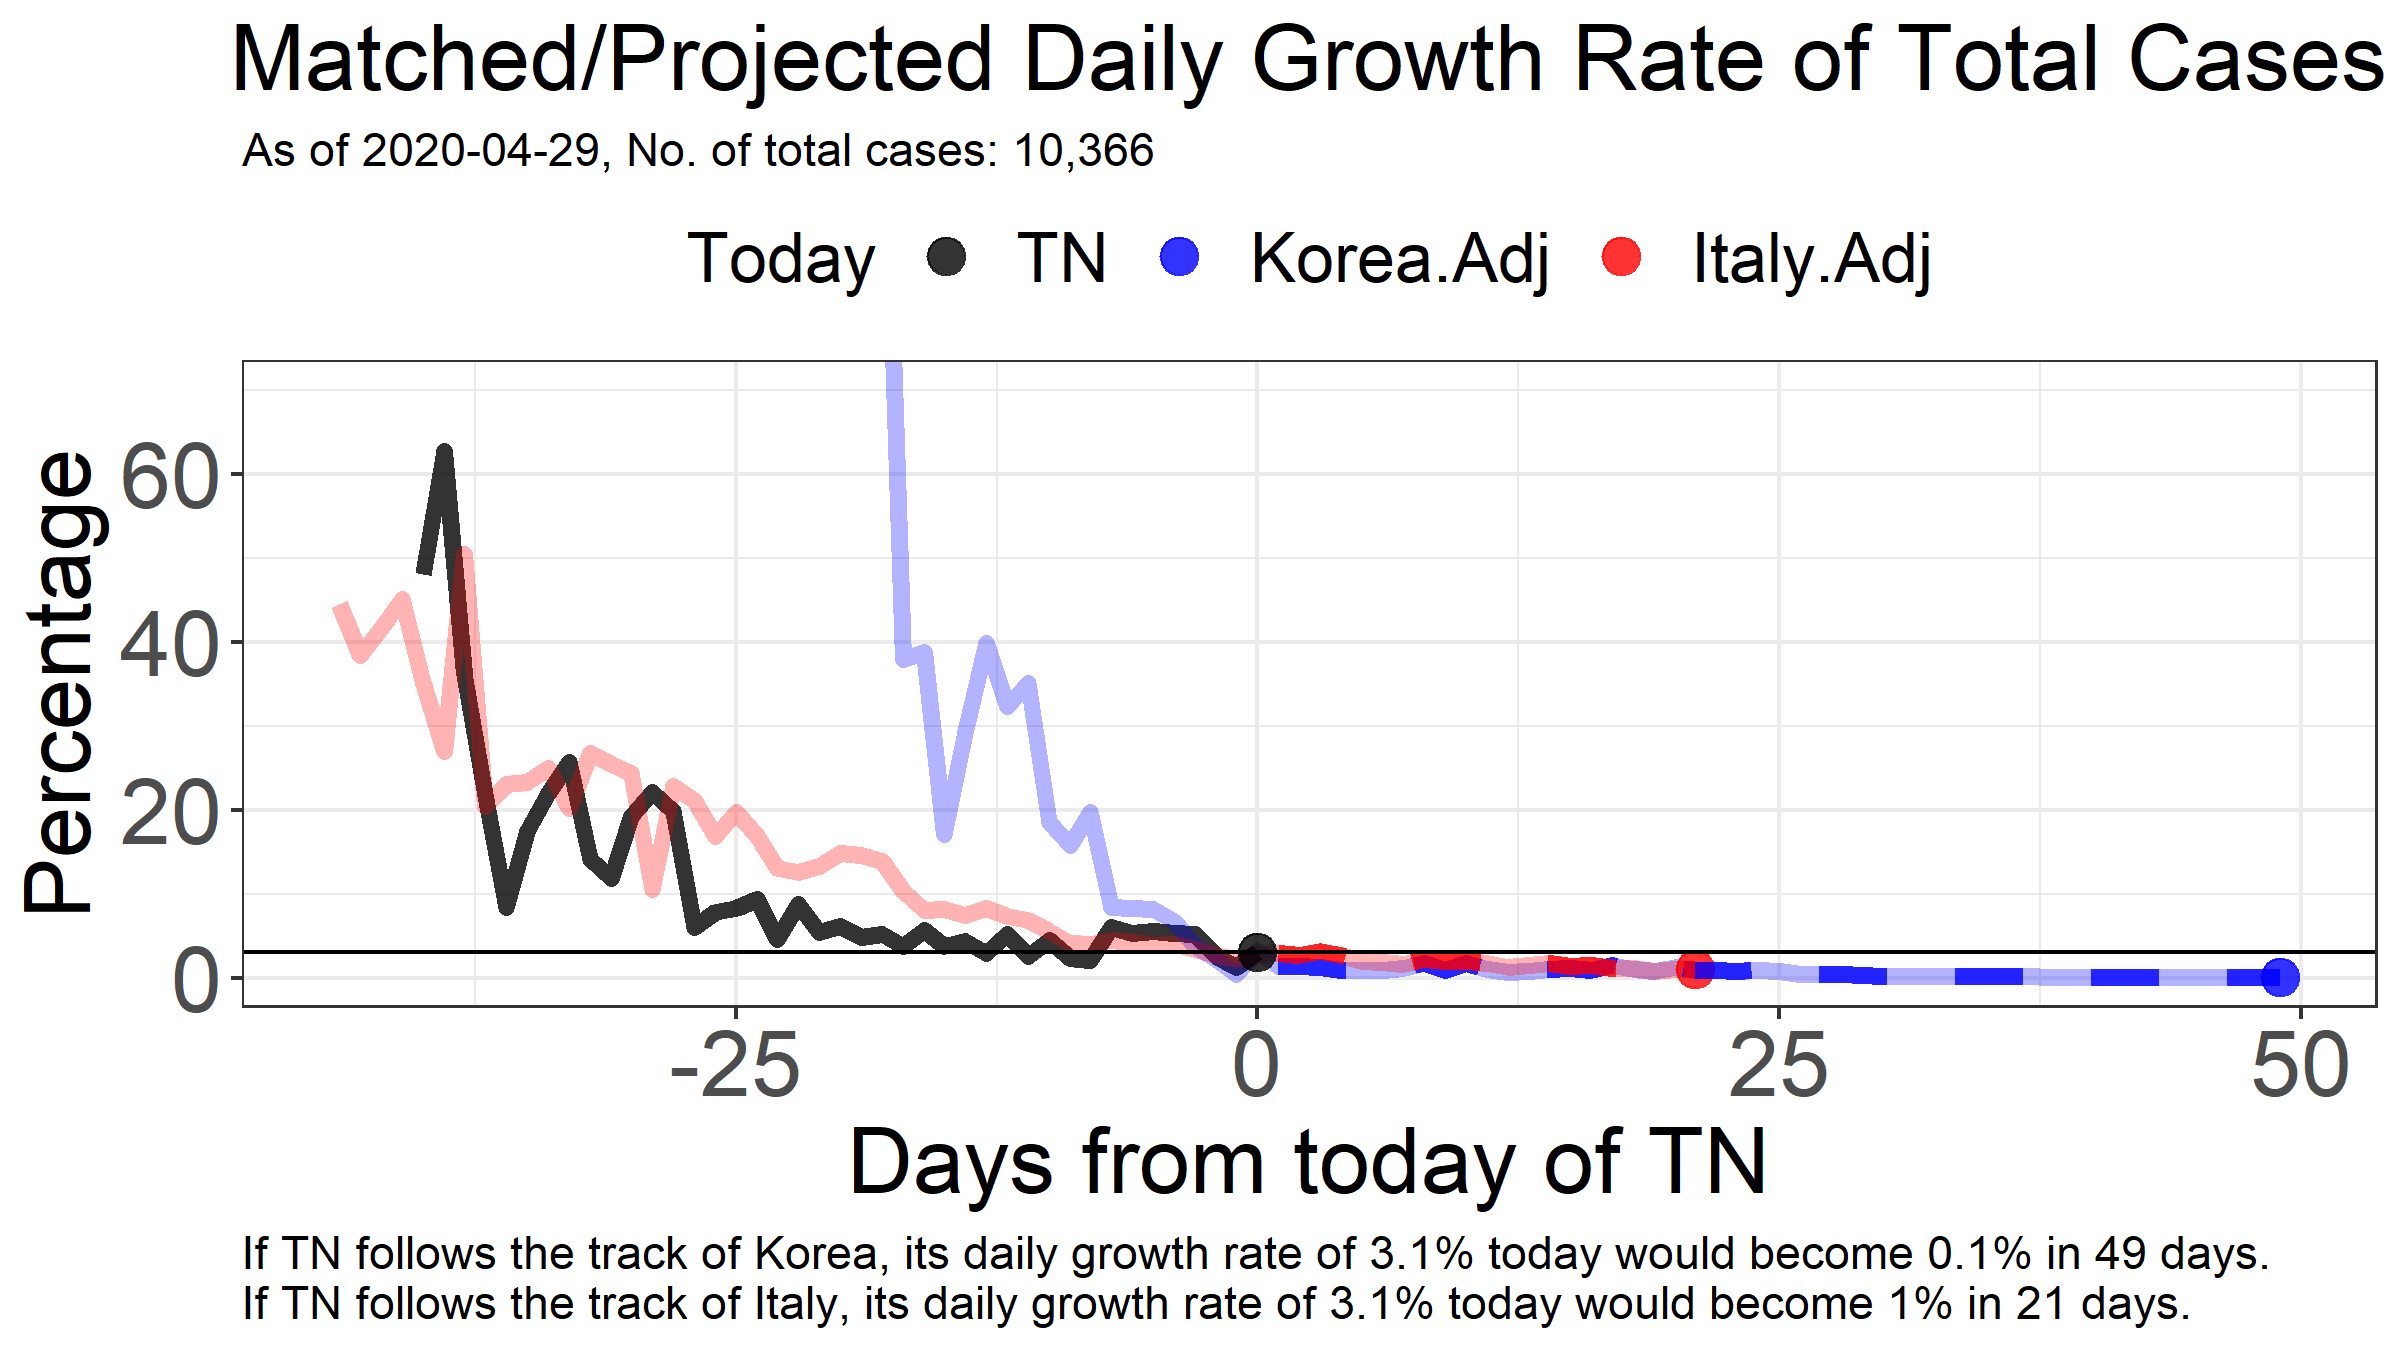 Matched/Projected Daily Growth Rate of Total Cases
As of 2020-04-29, No. of total cases: 10,366
Today TN Korea.Adj Italy.Adj
Percentage
60
40
20
0
-25 0 25 50
Days from today of TN
If TN follows the track of Korea, its daily growth rate of 3.1% today would become 0.1% in 49 days.
If TN follows the track of Italy, its daily growth rate of 3.1% today would become 1% in 21 days.